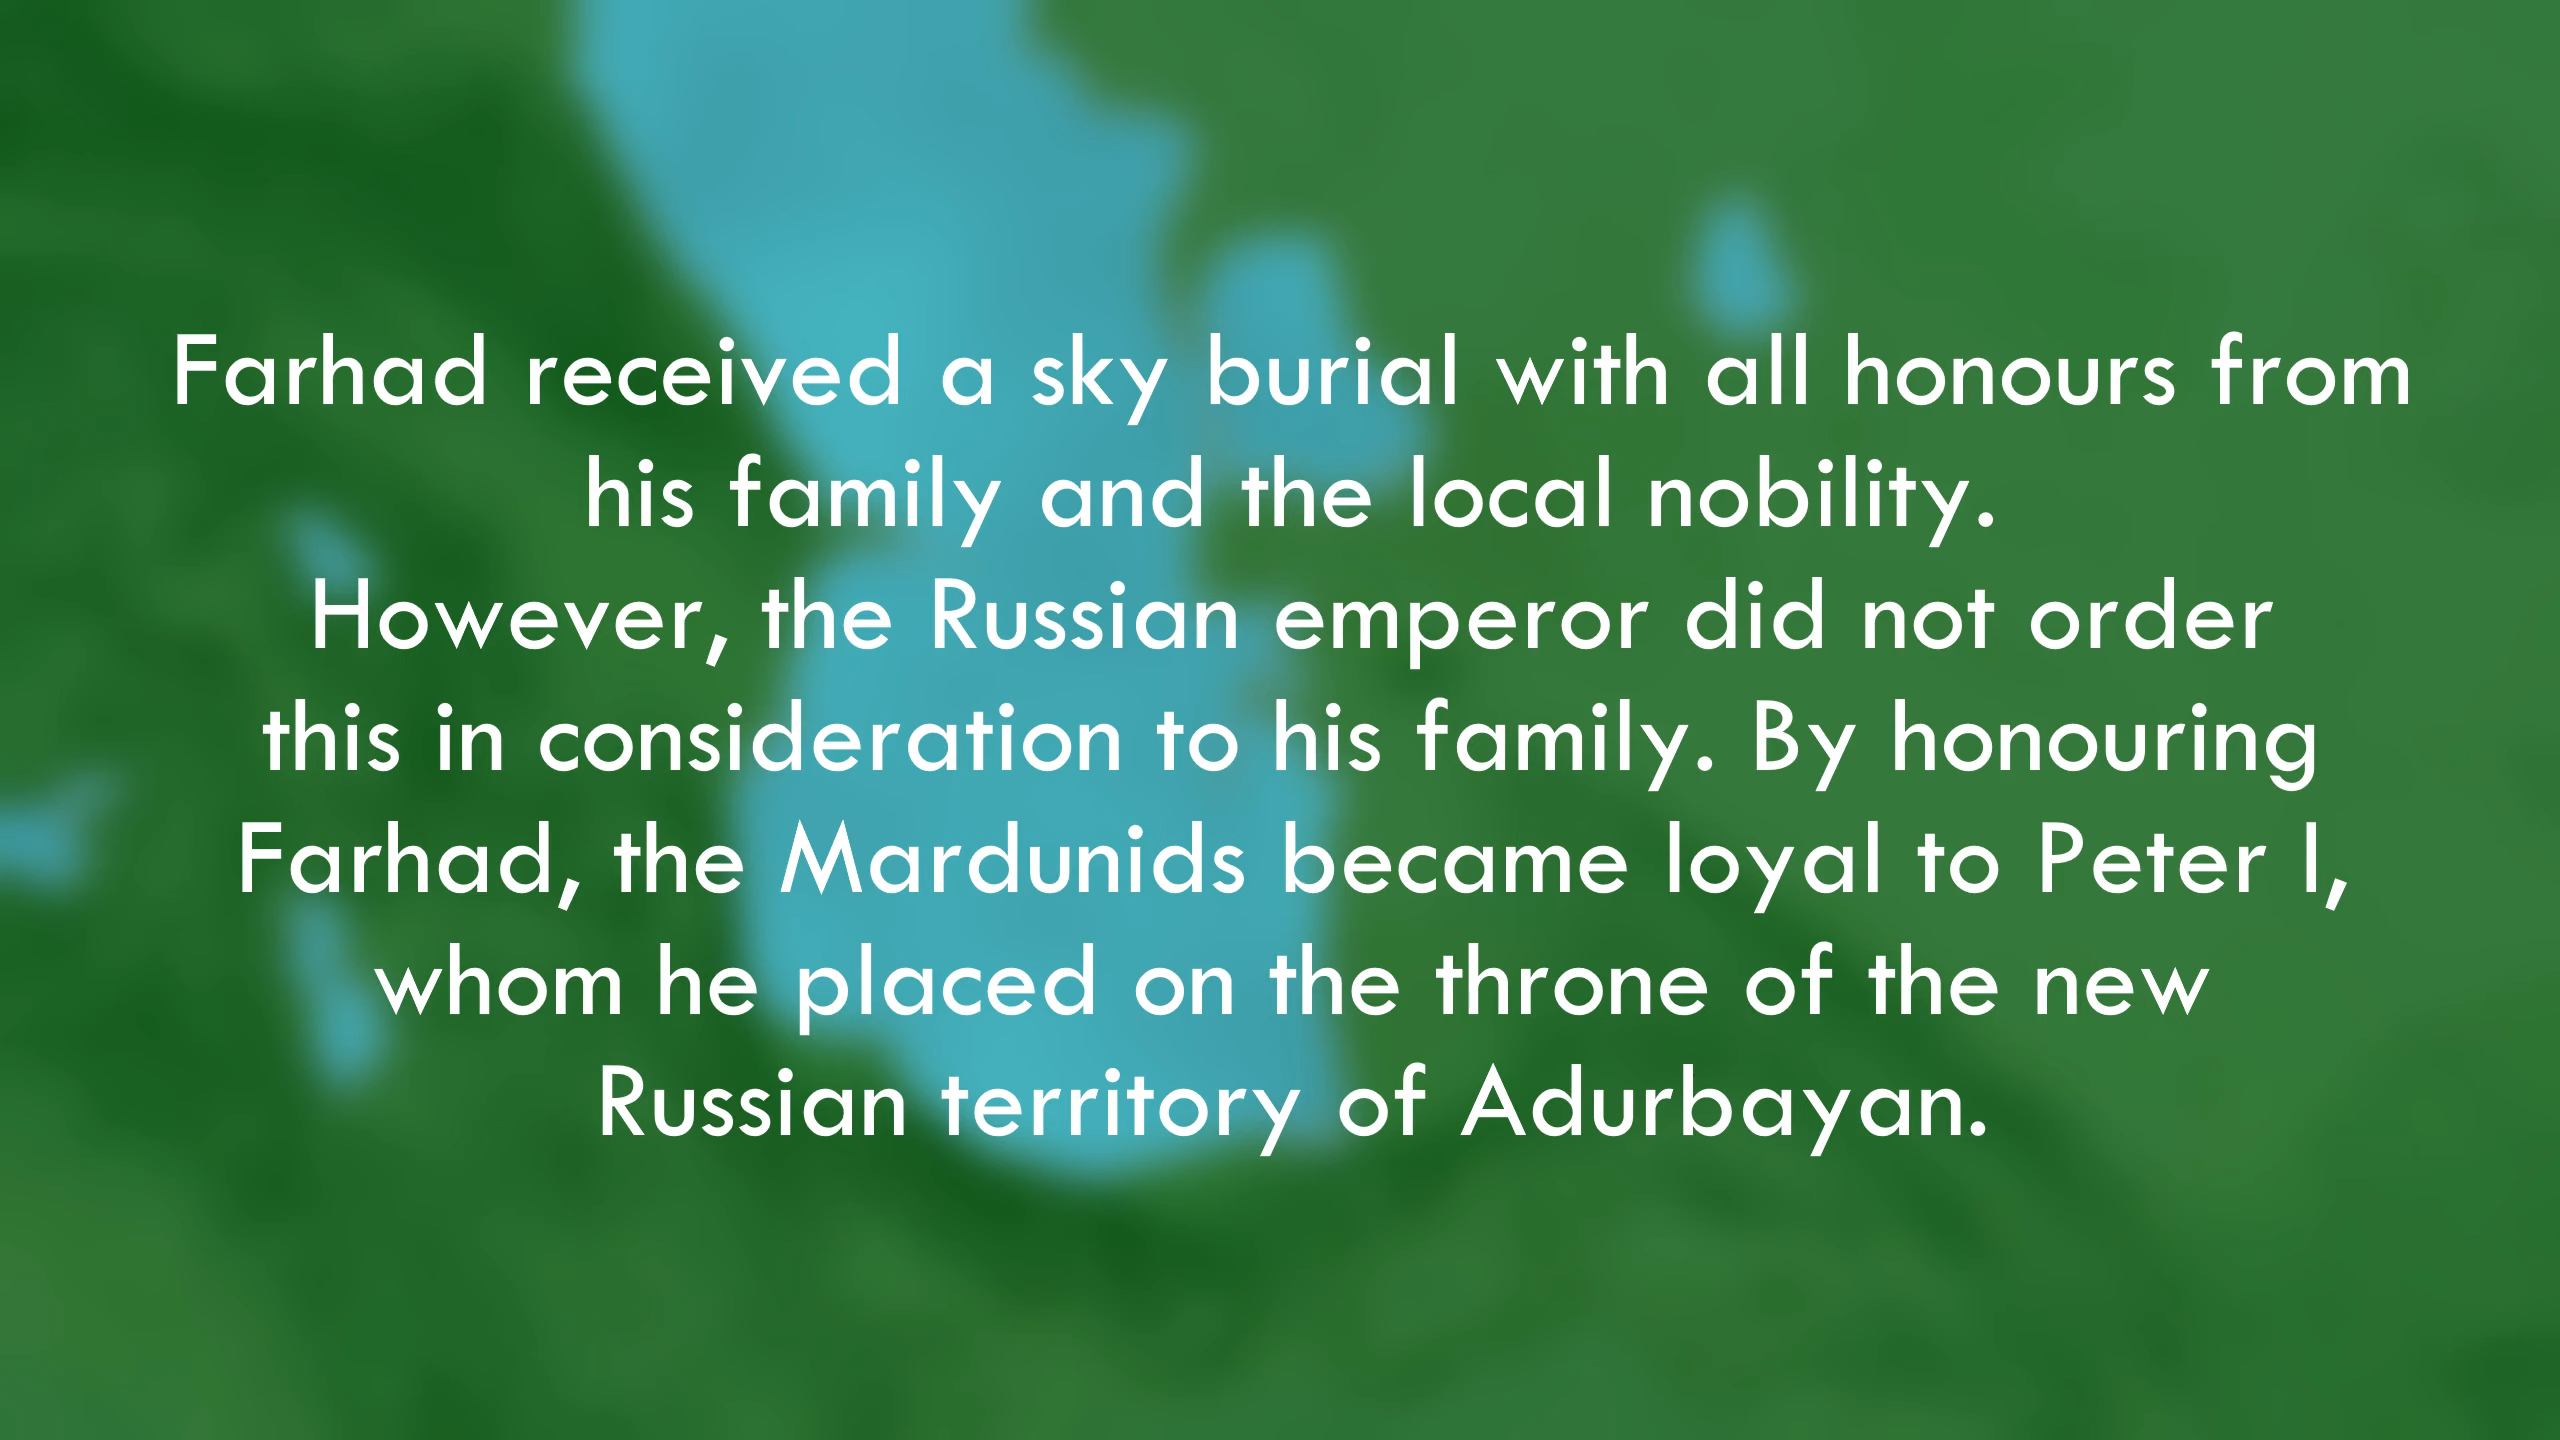 Farhad received a sky burial with all honours from
his family and the local nobility.
However, the Russian emperor did not order
this in consideration to his family. By honouring
Farhad, the Mardunids became loyal to Peter I,
whom he placed on the throne of the new
Russian territory of Adurbayan.